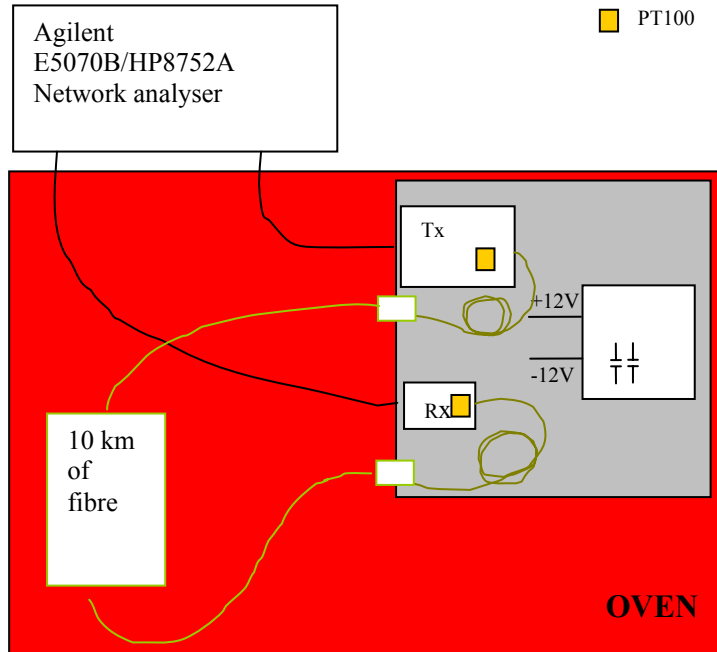 Agilent
E5070B/HP8752A
Network analyser
PT100
Tx
+12V
-12V
Rx
10 km
of
fibre
OVEN